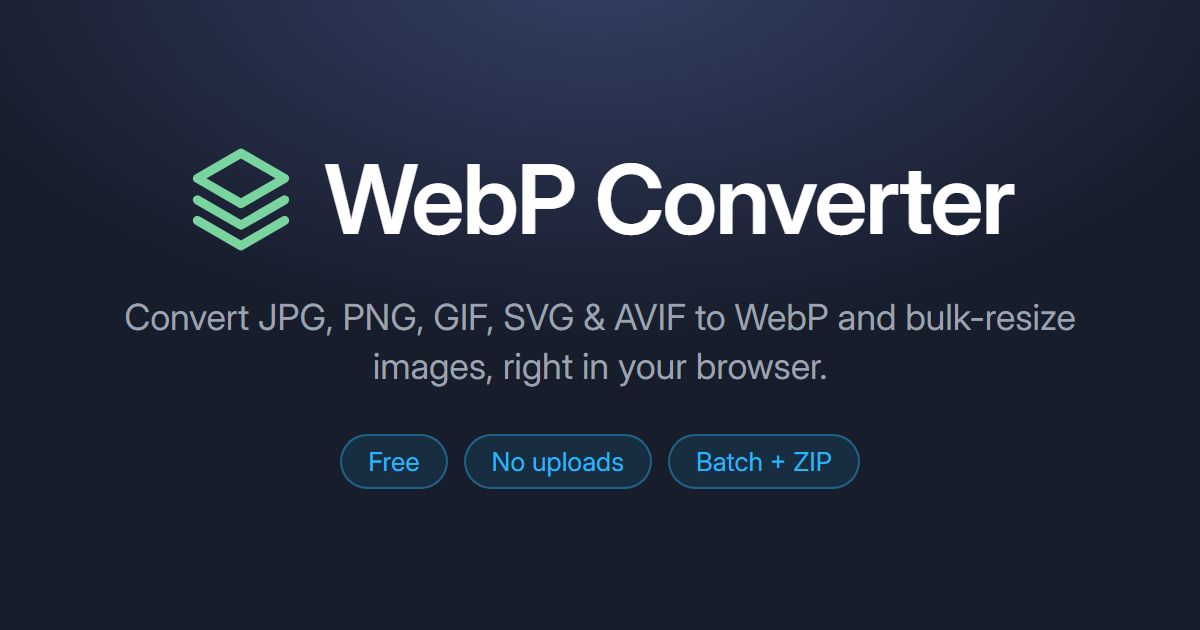 WebP Converter
Convert JPG, PNG, GIF, SVG & AVIF to WebP and bulk-resize
images, right in your browser.
Free
No uploads
Batch + ZIP